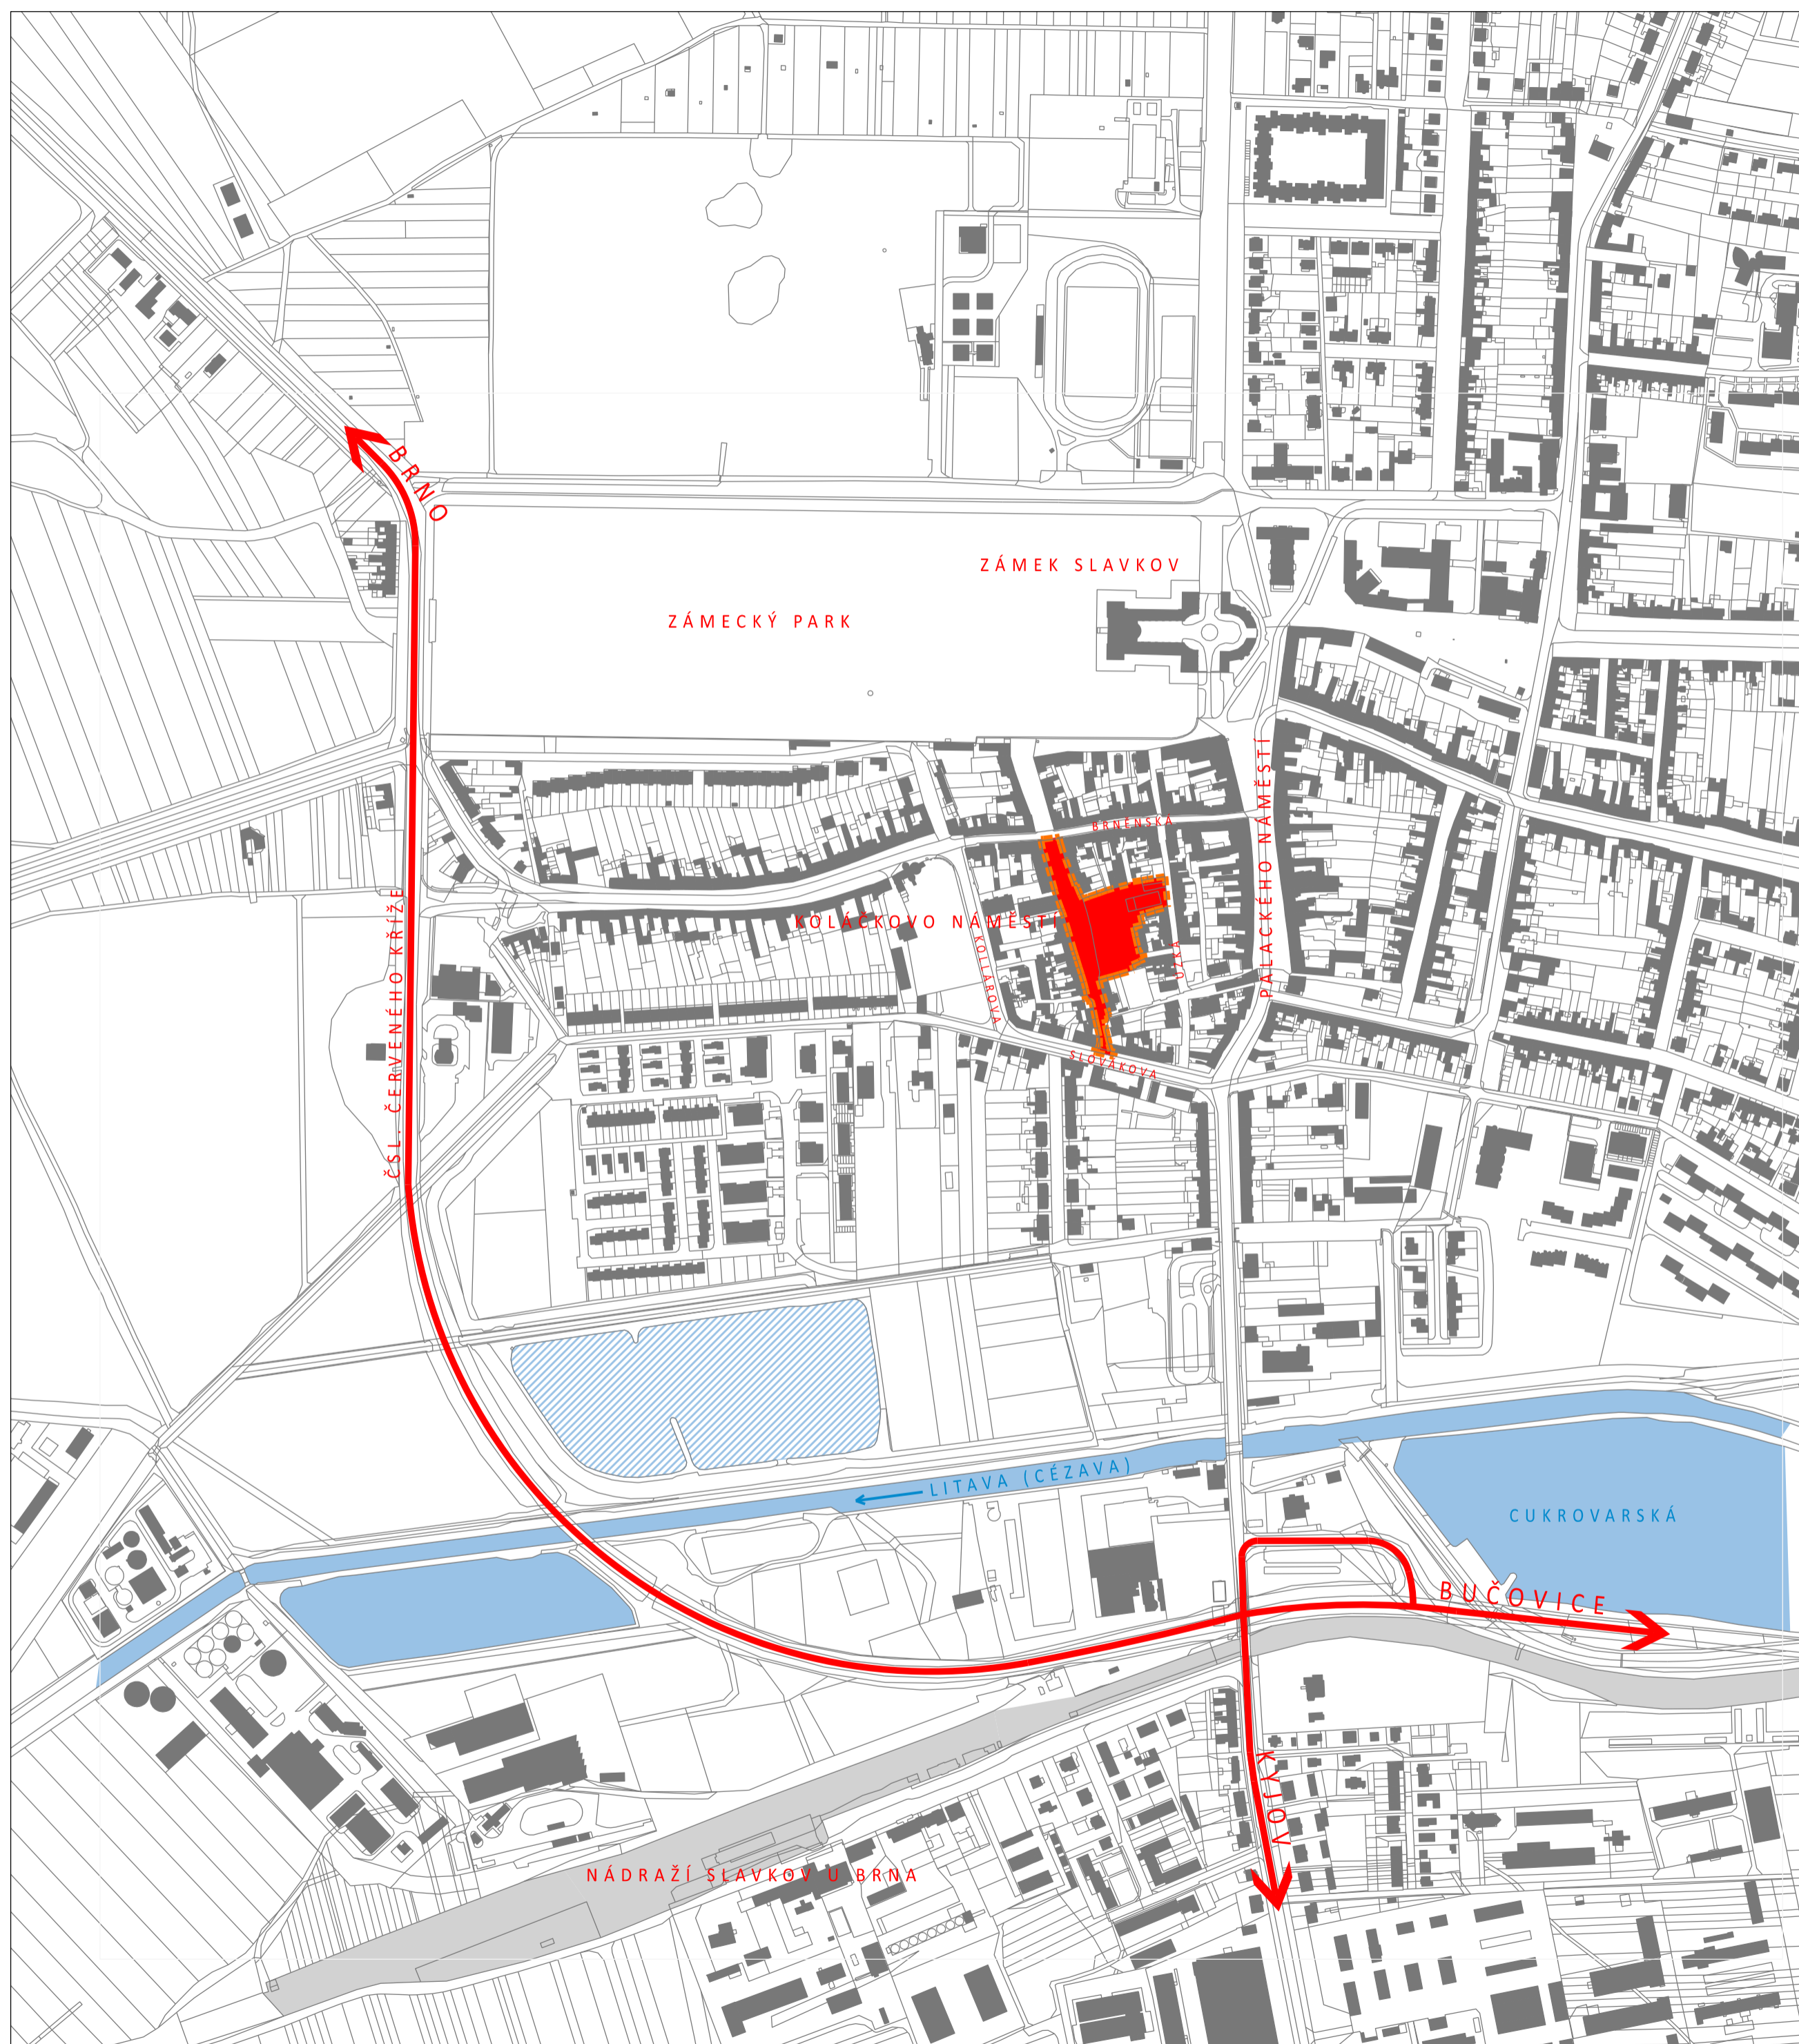 BRNO
ZÁMEK SLAVKOV
ZÁMECKÝ PARK
PALACKÉHO NÁMĚSTÍ
BRNĚNSKÁ
KOLÁČKOVO NÁMĚSTÍ
KOLLÁROVA
ÚZKÁ
ČSL. ČERVENÉHO KŘÍŽE
SLOVÁKOVA
LITAVA (CÉZAVA)
CUKROVARSKÁ
BUČOVICE
KYJOV
NÁDRAŽÍ SLAVKOV U BRNA